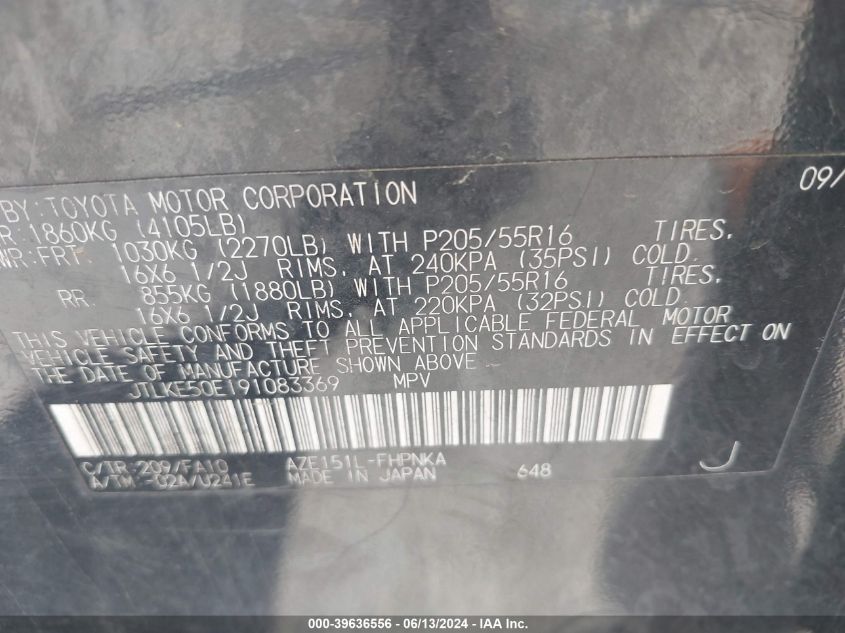 BY: TOYOTA MOTOR CORPORATION 09/
R: 1860KG (4105LB)
WR: FRT 1030KG (2270LB) WITH P205/55R16 TIRES,
16X6 1/2J RIMS, AT 240KPA (35PSI) COLD.
RR. 855KG (1880LB) WITH P205/55R16 TIRES,
16X6 1/2J RIMS, AT 220KPA (32PSI) COLD.
THIS VEHICLE CONFORMS TO ALL APPLICABLE FEDERAL MOTOR
VEHICLE SAFETY AND THEFT PREVENTION STANDARDS IN EFFECT ON
THE DATE OF MANUFACTURE SHOWN ABOVE.
JTLKE50E191083369 MPV
C/TR: 209/FA10 AZE151L-FHPNKA
A/TM: -02A/U241E MADE IN JAPAN 648 J
000-39636556 - 06/13/2024 - IAA Inc.